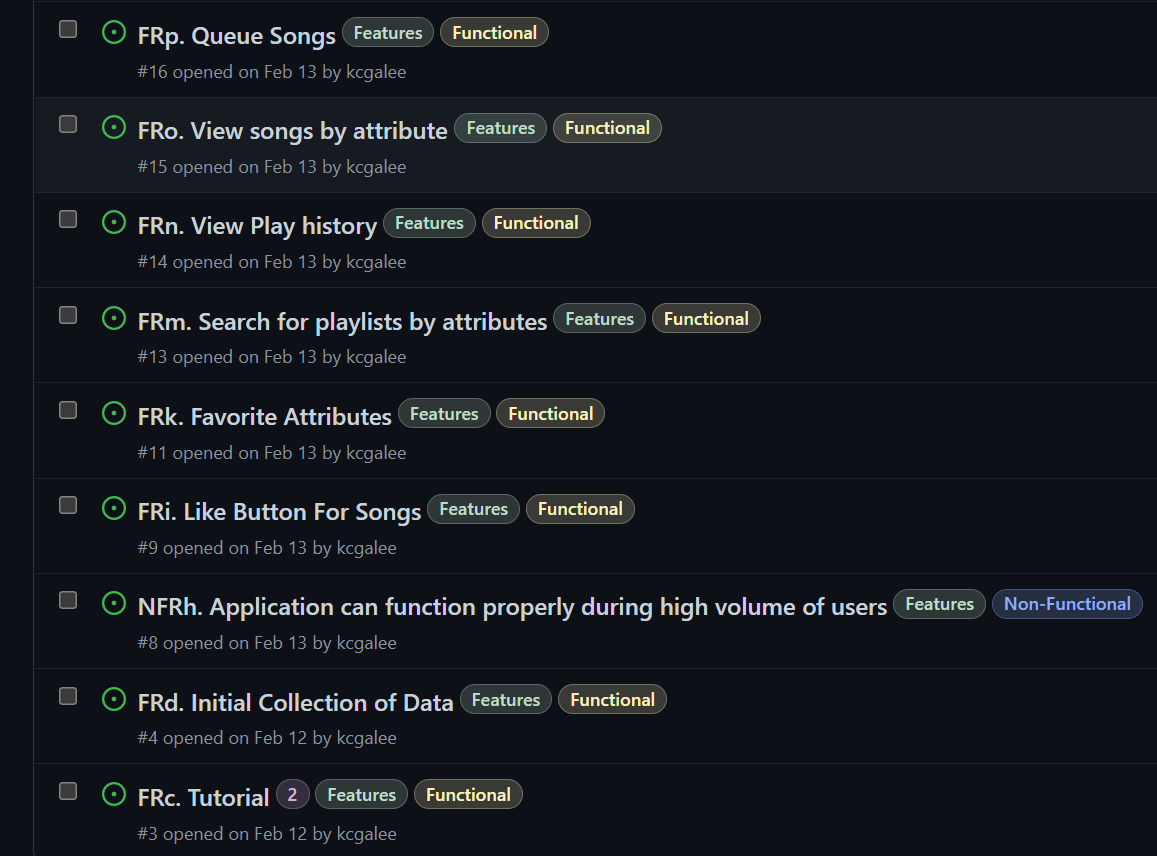 FRp. Queue Songs Features Functional
#16 opened on Feb 13 by kcgalee
FRo. View songs by attribute Features Functional
#15 opened on Feb 13 by kcgalee
FRn. View Play history Features Functional
#14 opened on Feb 13 by kcgalee
FRm. Search for playlists by attributes Features Functional
#13 opened on Feb 13 by kcgalee
FRk. Favorite Attributes Features Functional
#11 opened on Feb 13 by kcgalee
FRi. Like Button For Songs Features Functional
#9 opened on Feb 13 by kcgalee
NFRh. Application can function properly during high volume of users Features Non-Functional
#8 opened on Feb 13 by kcgalee
FRd. Initial Collection of Data Features Functional
#4 opened on Feb 12 by kcgalee
FRc. Tutorial 2 Features Functional
#3 opened on Feb 12 by kcgalee